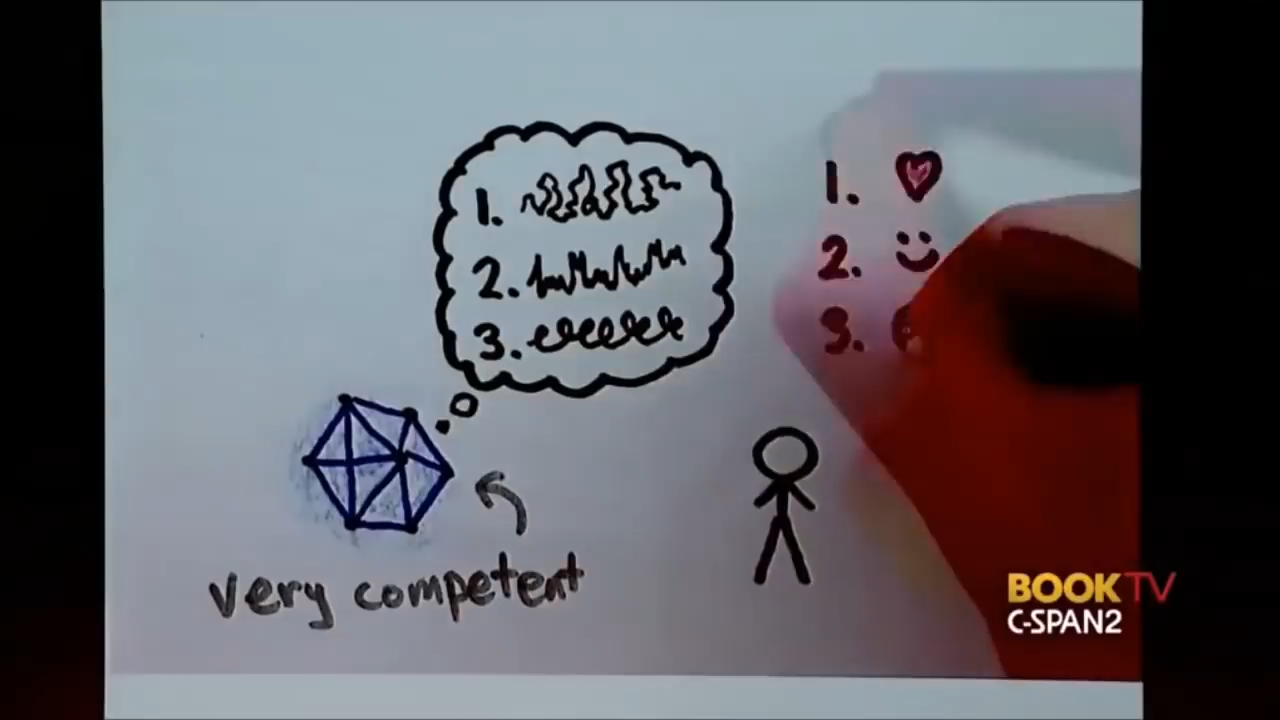 1.
2.
3.
1.
2.
3.
very competent
BOOK TV
C-SPAN2